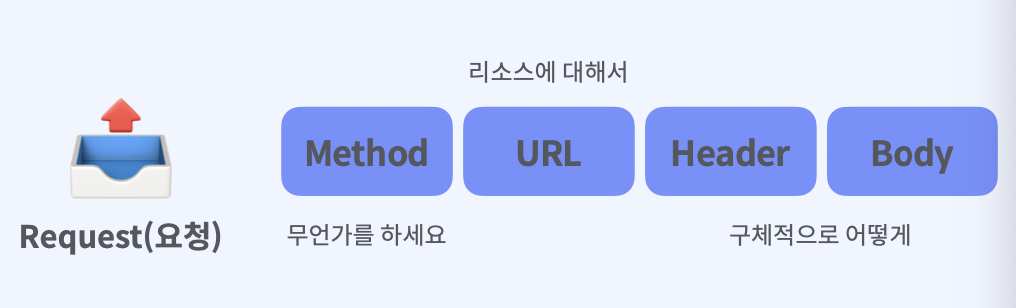 리소스에 대해서
Method URL Header Body
Request(요청)
무언가를 하세요
구체적으로 어떻게